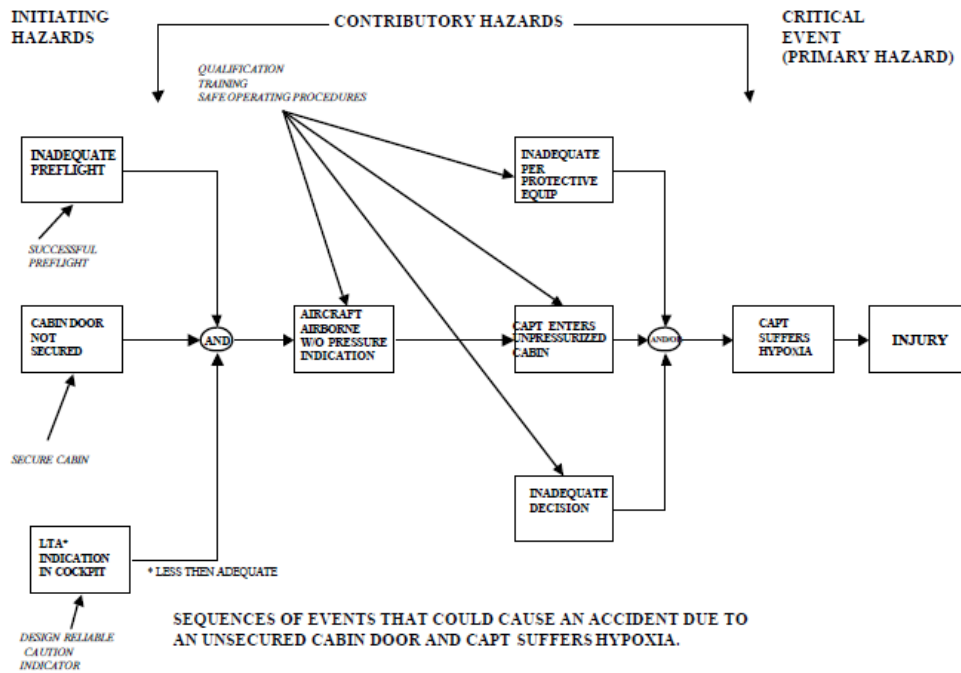 INITIATING
HAZARDS
CONTRIBUTORY HAZARDS
CRITICAL
EVENT
(PRIMARY HAZARD)
QUALIFICATION
TRAINING
SAFE OPERATING PROCEDURES
INADEQUATE
PREFLIGHT
INADEQUATE
PER
PROTECTIVE
EQUIP
SUCCESSFUL
PREFLIGHT
CABIN DOOR
NOT
SECURED
AND
AIRCRAFT
AIRBORNE
W/O PRESSURE
INDICATION
CAPT ENTERS
UNPRESSURIZED
CABIN
AND/OR
CAPT
SUFFERS
HYPOXIA
INJURY
SECURE CABIN
INADEQUATE
DECISION
LTA*
INDICATION
IN COCKPIT
* LESS THEN ADEQUATE
DESIGN RELIABLE
CAUTION
INDICATOR
SEQUENCES OF EVENTS THAT COULD CAUSE AN ACCIDENT DUE TO
AN UNSECURED CABIN DOOR AND CAPT SUFFERS HYPOXIA.